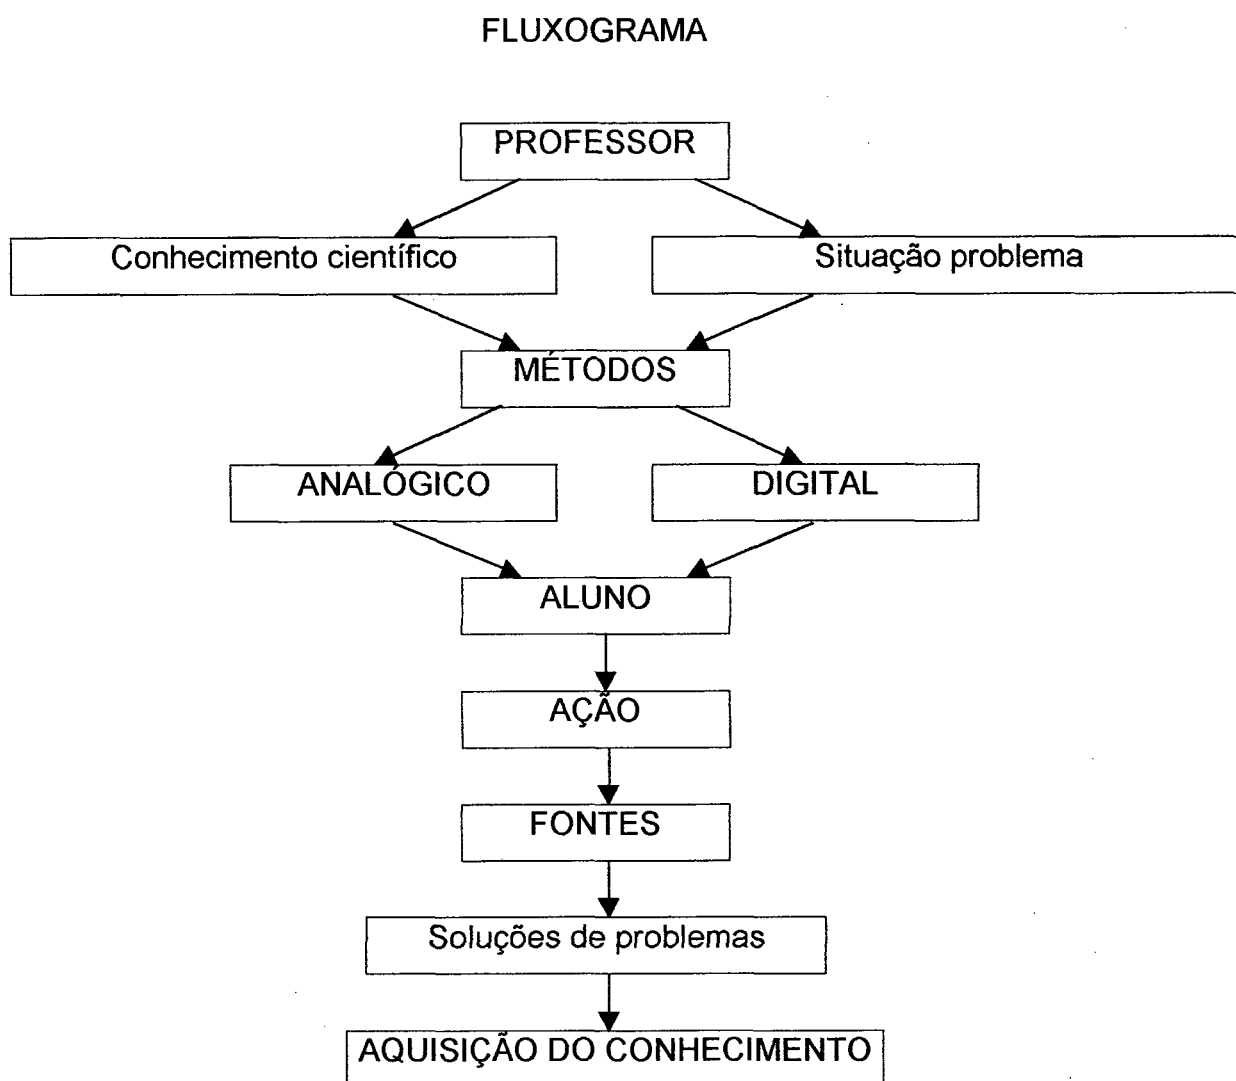 FLUXOGRAMA
PROFESSOR
Conhecimento científico
Situação problema
MÉTODOS
ANALÓGICO
DIGITAL
ALUNO
AÇÃO
FONTES
Soluções de problemas
AQUISIÇÃO DO CONHECIMENTO